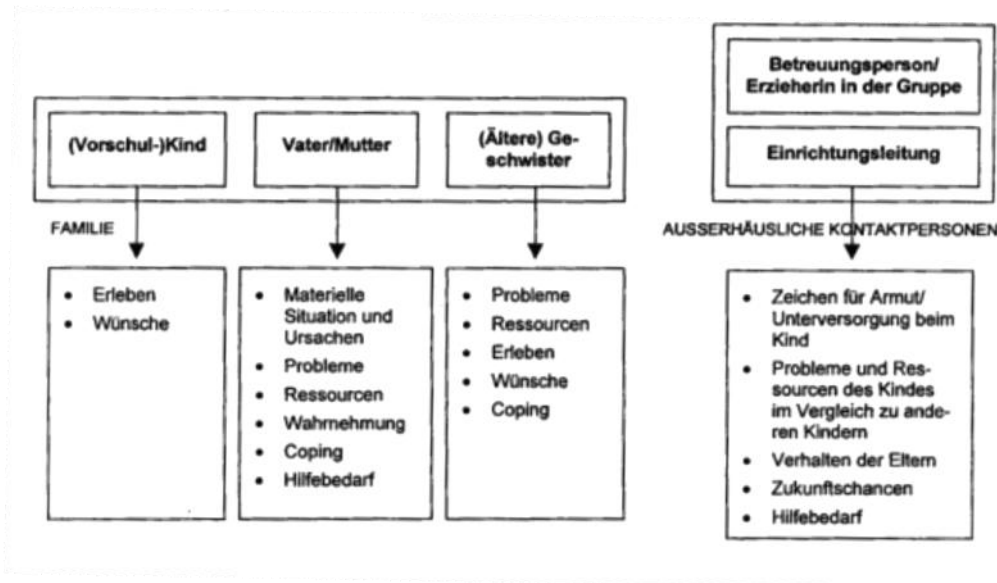 (Vorschul-)Kind
Vater/Mutter
(Ältere) Ge-
schwister
FAMILIE
• Erleben
• Wünsche
• Materielle
Situation und
Ursachen
• Probleme
• Ressourcen
• Wahrnehmung
• Coping
• Hilfebedarf
• Probleme
• Ressourcen
• Erleben
• Wünsche
• Coping
Betreuungsperson/
ErzieherIn in der Gruppe
Einrichtungsleitung
AUSSERHÄUSLICHE KONTAKTPERSONEN
• Zeichen für Armut/
Unterversorgung beim
Kind
• Probleme und Res-
sourcen des Kindes
im Vergleich zu ande-
ren Kindern
• Verhalten der Eltern
• Zukunftschancen
• Hilfebedarf